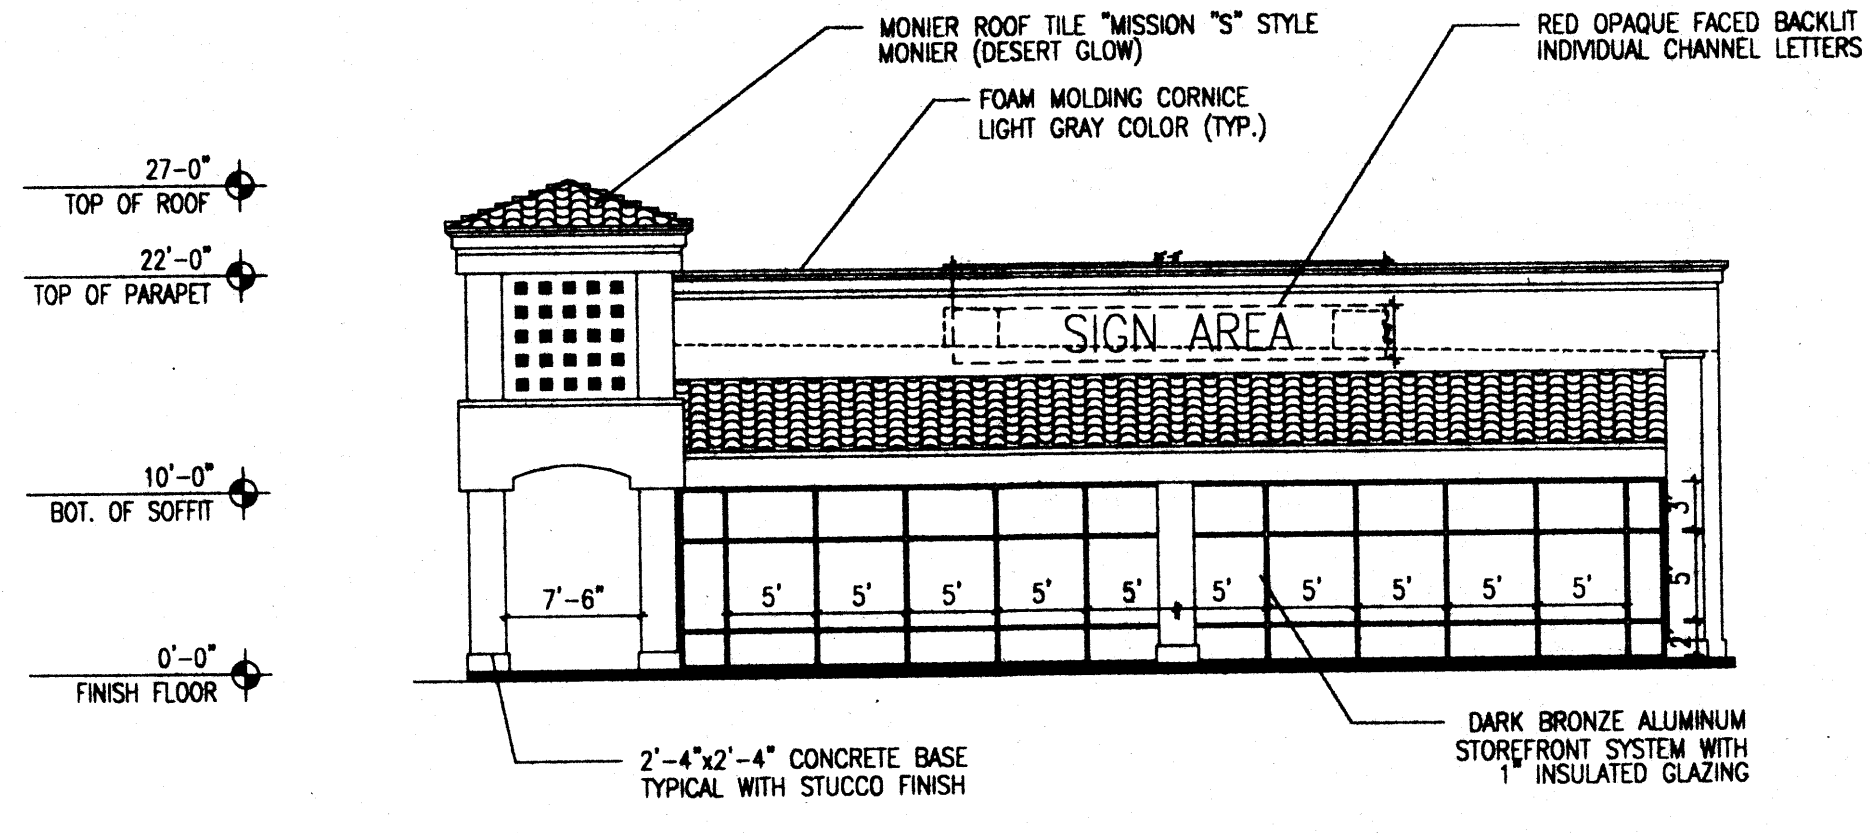 MONIER ROOF TILE "MISSION "S" STYLE
MONIER (DESERT GLOW)
RED OPAQUE FACED BACKLIT
INDIVIDUAL CHANNEL LETTERS
FOAM MOLDING CORNICE
LIGHT GRAY COLOR (TYP.)
27-0"
TOP OF ROOF
22'-0"
TOP OF PARAPET
SIGN AREA
10'-0"
BOT. OF SOFFIT
3'
7'-6"
5' 5' 5' 5' 5' 5' 5' 5' 5' 5'
5'
2'
0'-0"
FINISH FLOOR
2'-4"x2'-4" CONCRETE BASE
TYPICAL WITH STUCCO FINISH
DARK BRONZE ALUMINUM
STOREFRONT SYSTEM WITH
1" INSULATED GLAZING